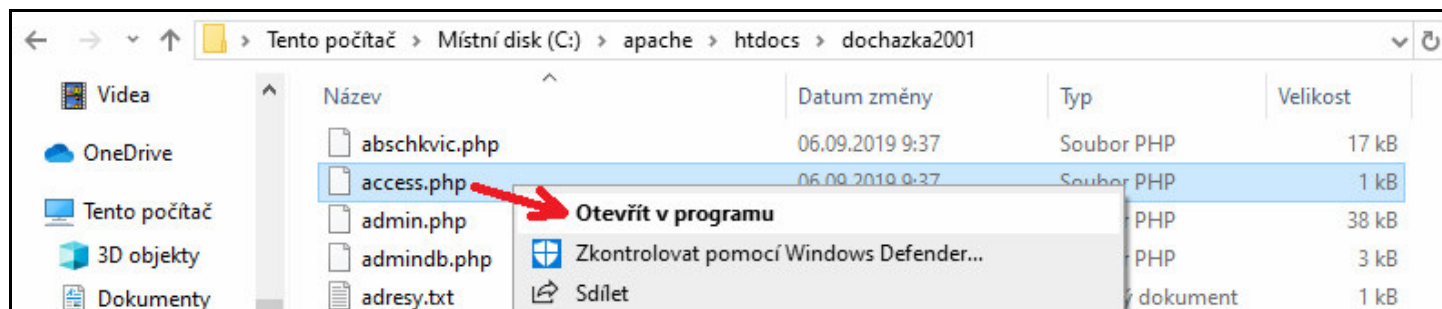 Tento počítač > Místní disk (C:) > apache > htdocs > dochazka2001
Videa
OneDrive
Tento počítač
3D objekty
Dokumenty
Název Datum změny Typ Velikost
abschkvic.php 06.09.2019 9:37 Soubor PHP 17 kB
access.php 06.09.2019 9:37 Soubor PHP 1 kB
admin.php PHP 38 kB
admindb.php PHP 3 kB
adresy.txt dokument 1 kB
Otevřít v programu
Zkontrolovat pomocí Windows Defender...
Sdílet